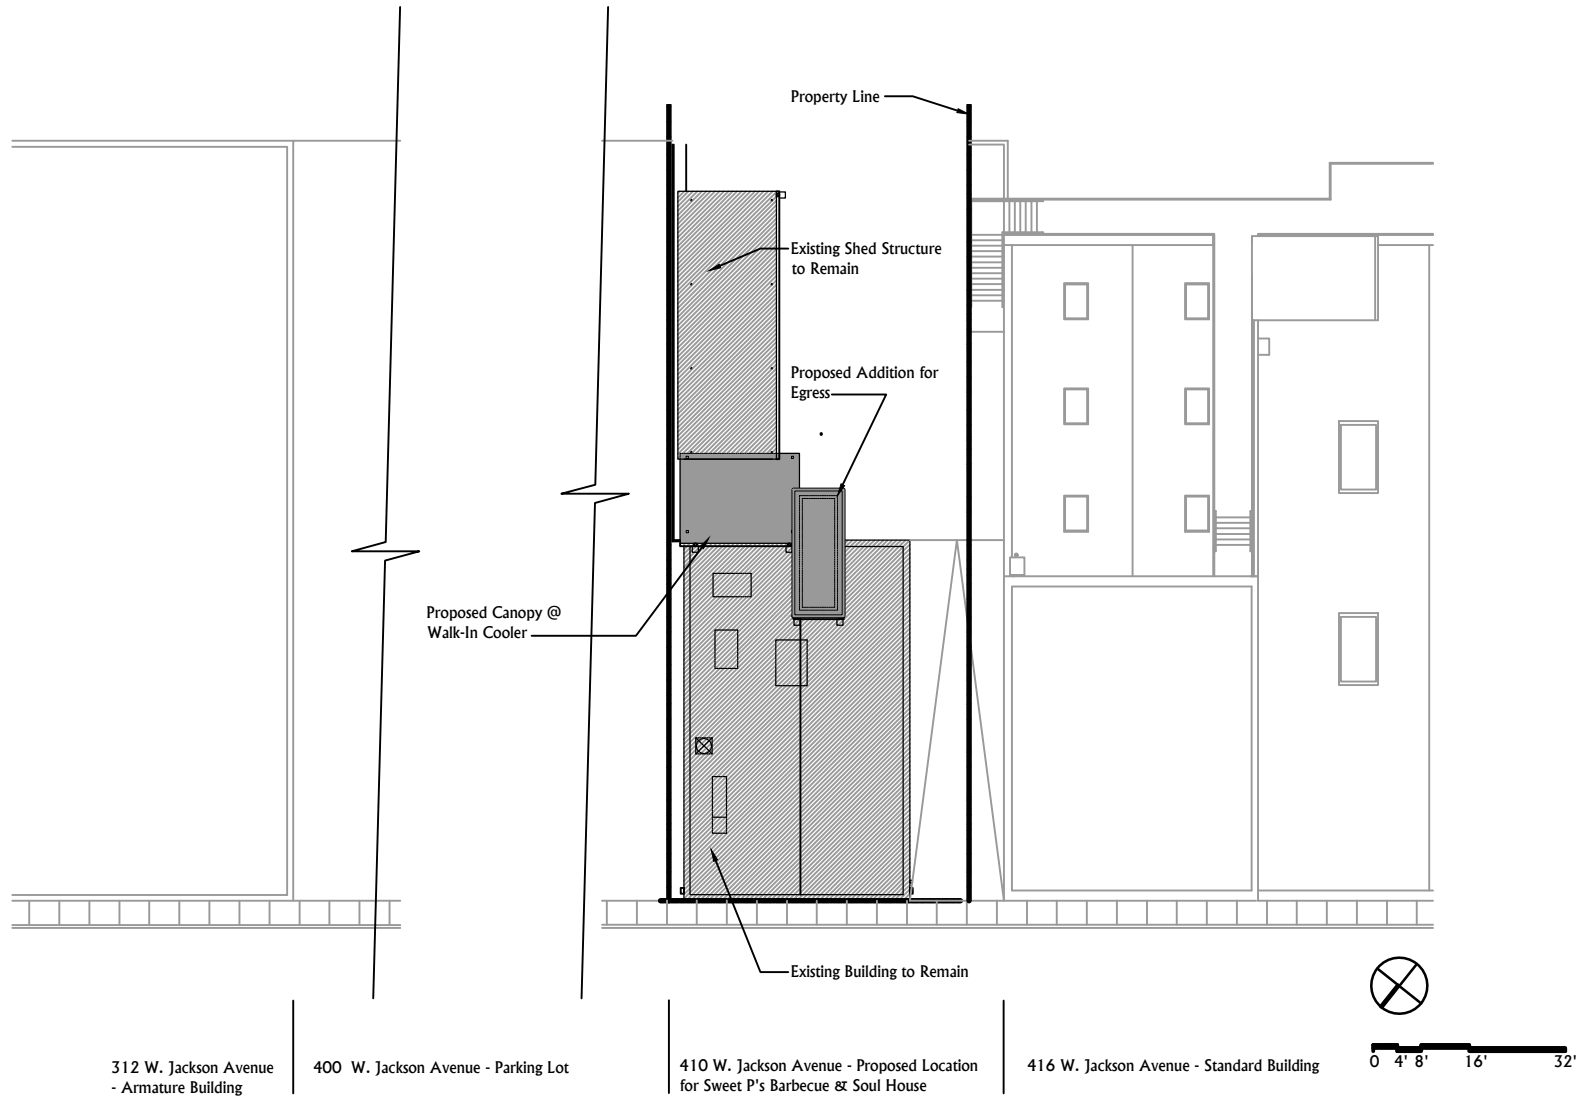 Property Line
Existing Shed Structure
to Remain
Proposed Addition for
Egress
Proposed Canopy @
Walk-In Cooler
Existing Building to Remain
312 W. Jackson Avenue
- Armature Building
400 W. Jackson Avenue - Parking Lot
410 W. Jackson Avenue - Proposed Location
for Sweet P's Barbecue & Soul House
416 W. Jackson Avenue - Standard Building
0 4' 8' 16' 32'